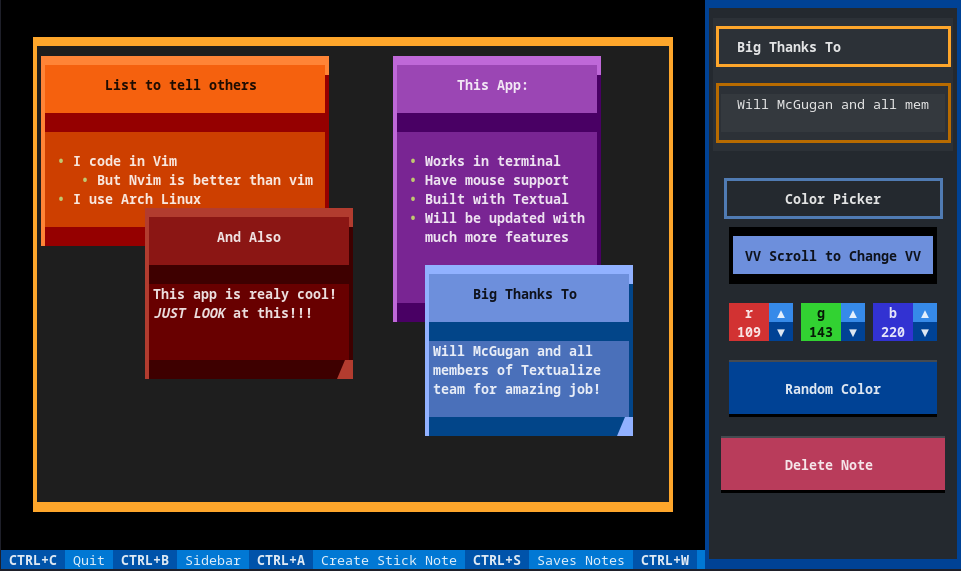 List to tell others
• I code in Vim
• But Nvim is better than vim
• I use Arch Linux
And Also
This app is realy cool!
JUST LOOK at this!!!
This App:
• Works in terminal
• Have mouse support
• Built with Textual
• Will be updated with
much more features
Big Thanks To
Will McGugan and all
members of Textualize
team for amazing job!
Big Thanks To
Will McGugan and all mem
Color Picker
VV Scroll to Change VV
r ▲ g ▲ b ▲
109 ▼ 143 ▼ 220 ▼
Random Color
Delete Note
CTRL+C Quit CTRL+B Sidebar CTRL+A Create Stick Note CTRL+S Saves Notes CTRL+W